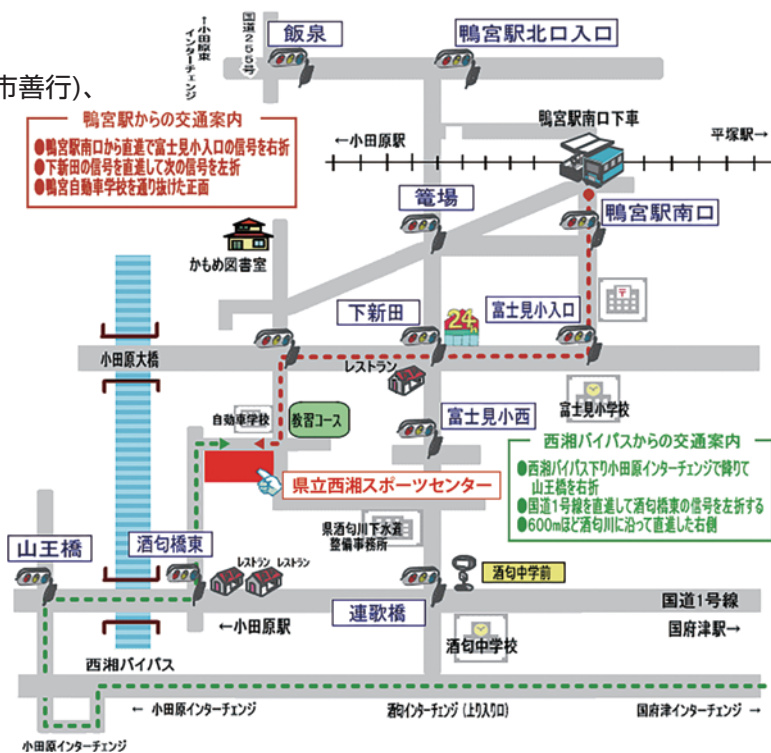 市善行)、
↑小田原東
インターチェンジ
国道255号
飯泉
鴨宮駅北口入口
鴨宮駅からの交通案内
●鴨宮駅南口から直進で富士見小入口の信号を右折
●下新田の信号を直進して次の信号を左折
●鴨宮自動車学校を通り抜けた正面
鴨宮駅南口下車
←小田原駅
平塚駅→
篭場
鴨宮駅南口
かもめ図書室
下新田
24h
富士見小入口
小田原大橋
レストラン
自動車学校
教習コース
富士見小西
富士見小学校
県立西湘スポーツセンター
西湘バイパスからの交通案内
●西湘バイパス下り小田原インターチェンジで降りて
山王橋を右折
●国道1号線を直進して酒匂橋東の信号を左折する
●600mほど酒匂川に沿って直進した右側
県酒匂川下水道
整備事務所
山王橋
酒匂橋東
レストラン
レストラン
酒匂中学前
連歌橋
国道1号線
←小田原駅
国府津駅→
酒匂中学校
西湘バイパス
← 小田原インターチェンジ
酒匂インターチェンジ(上り入り口)
国府津インターチェンジ →
小田原インターチェンジ